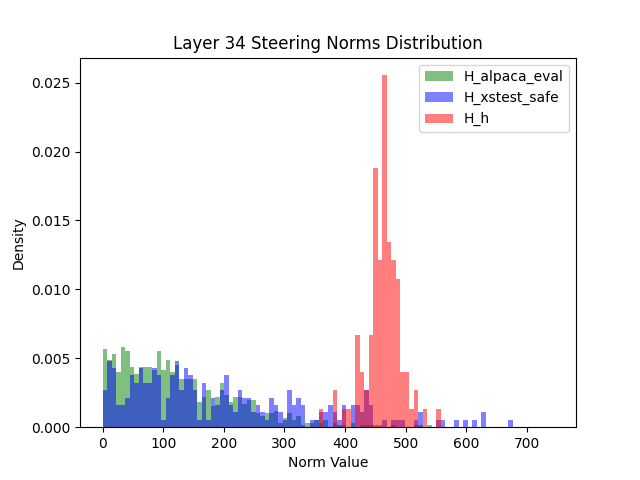 Layer 34 Steering Norms Distribution
H_alpaca_eval
H_xstest_safe
H_h
0.025
0.020
0.015
0.010
0.005
0.000
Density
0 100 200 300 400 500 600 700
Norm Value